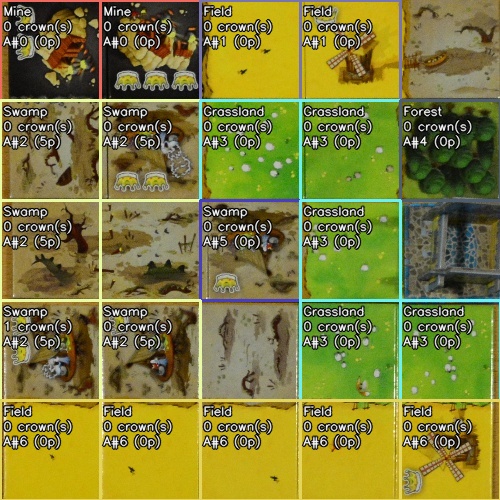 Mine
0 crown(s)
A#0 (0p)
Mine
0 crown(s)
A#0 (0p)
Field
0 crown(s)
A#1 (0p)
Field
0 crown(s)
A#1 (0p)
Swamp
0 crown(s)
A#2 (5p)
Swamp
0 crown(s)
A#2 (5p)
Grassland
0 crown(s)
A#3 (0p)
Grassland
0 crown(s)
A#3 (0p)
Forest
0 crown(s)
A#4 (0p)
Swamp
0 crown(s)
A#2 (5p)
Swamp
0 crown(s)
A#5 (0p)
Grassland
0 crown(s)
A#3 (0p)
Swamp
1 crown(s)
A#2 (5p)
Swamp
0 crown(s)
A#2 (5p)
Grassland
0 crown(s)
A#3 (0p)
Grassland
0 crown(s)
A#3 (0p)
Field
0 crown(s)
A#6 (0p)
Field
0 crown(s)
A#6 (0p)
Field
0 crown(s)
A#6 (0p)
Field
0 crown(s)
A#6 (0p)
Field
0 crown(s)
A#6 (0p)